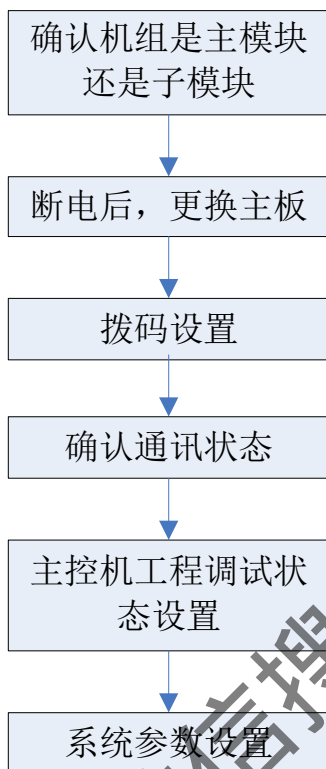 确认机组是主模块
还是子模块
断电后，更换主板
拨码设置
确认通讯状态
主控机工程调试状
态设置
系统参数设置
信搜